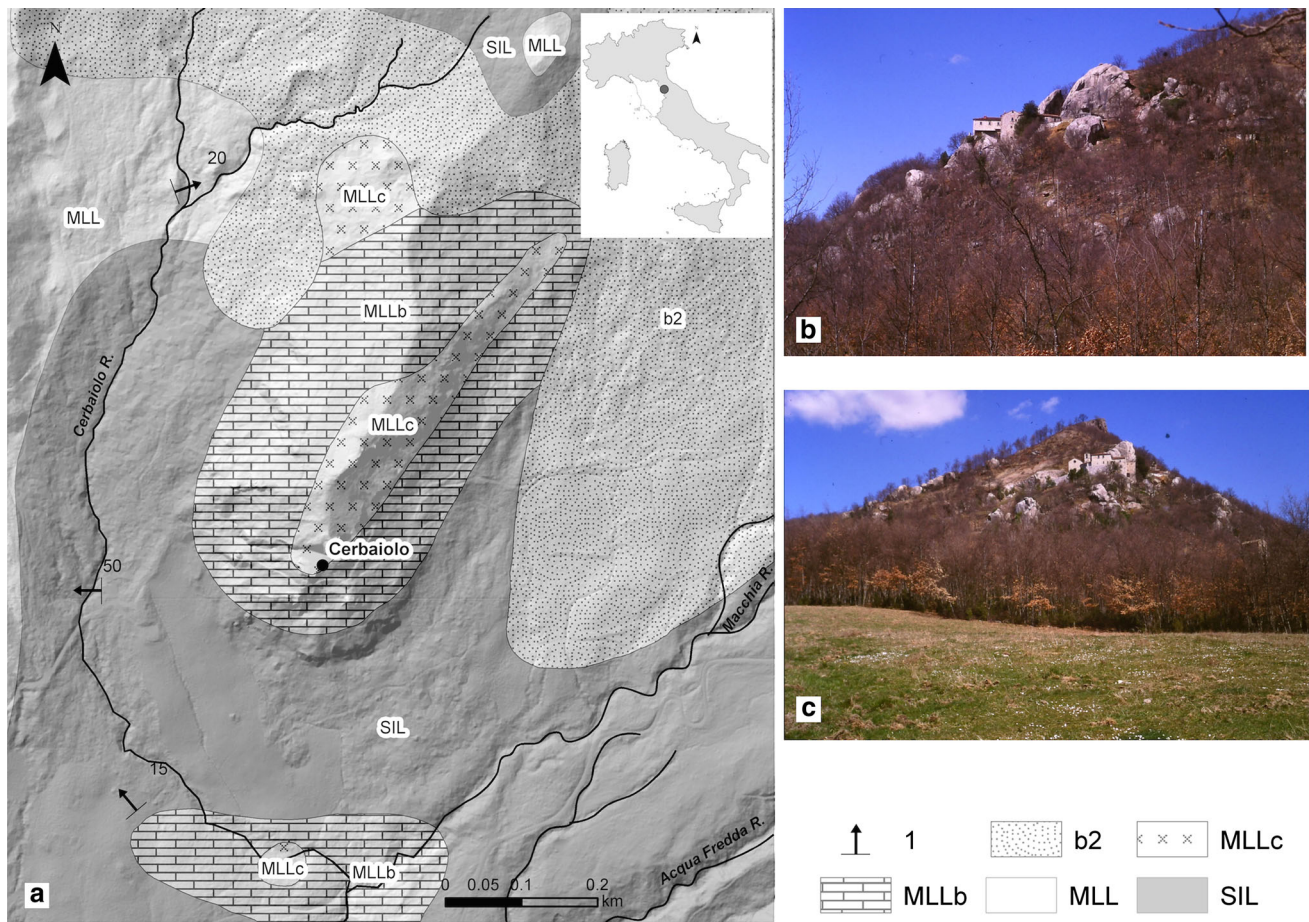 N
N
SIL
MLL
20
MLL
MLLc
MLLb
b2
Cerbaiolo R.
MLLc
Cerbaiolo
50
Macchia R.
SIL
15
MLLc
MLLb
Acqua Fredda R.
0 0.05 0.1 0.2
km
a
b
c
1
b2
MLLc
MLLb
MLL
SIL